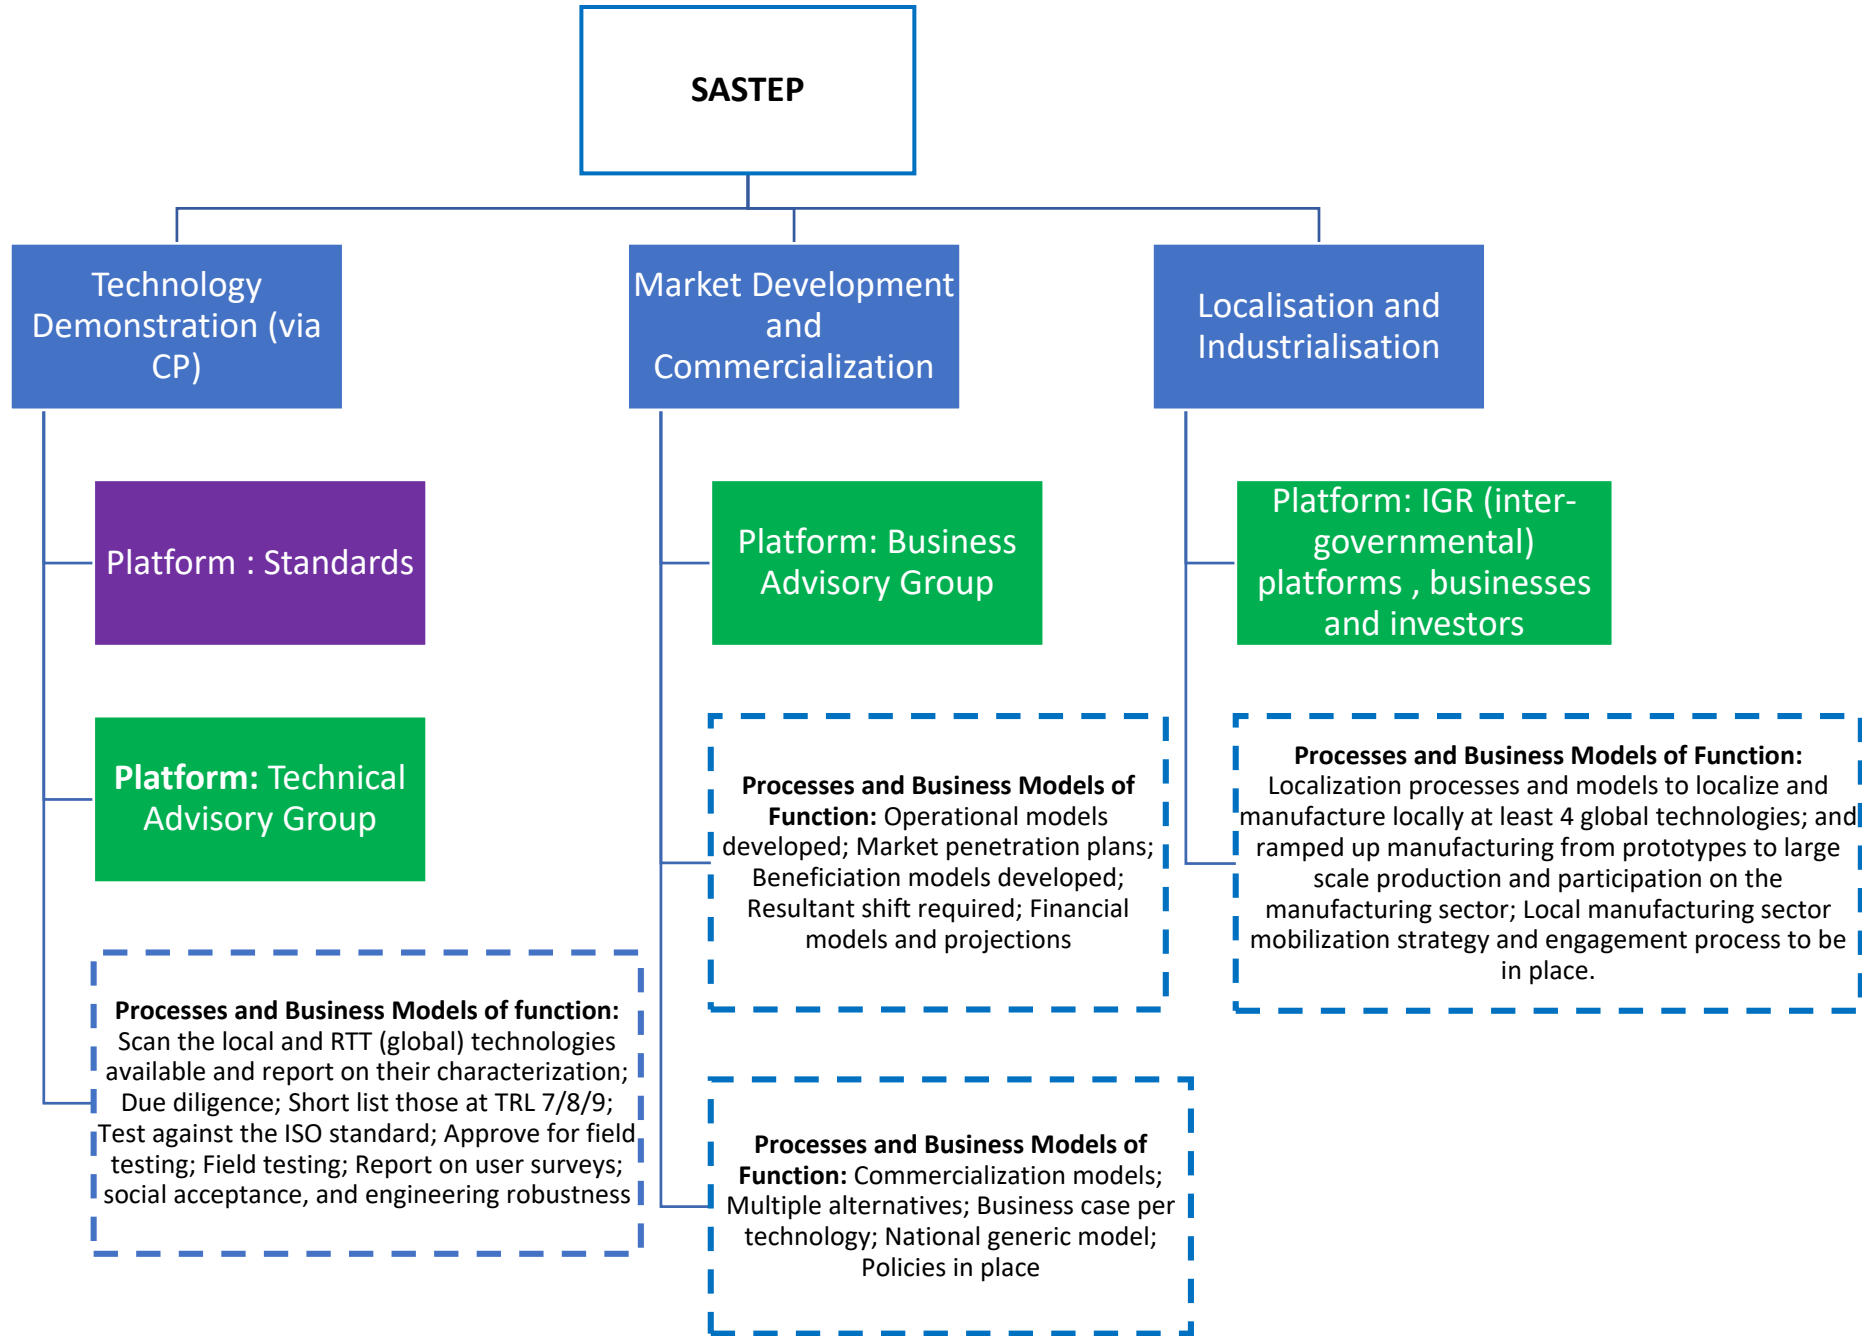 SASTEP
Technology
Demonstration (via
CP)
Market Development
and
Commercialization
Localisation and
Industrialisation
Platform : Standards
Platform: Business
Advisory Group
Platform: IGR (inter-
governmental)
platforms , businesses
and investors
Platform: Technical
Advisory Group
Processes and Business Models of
Function: Operational models
developed; Market penetration plans;
Beneficiation models developed;
Resultant shift required; Financial
models and projections
Processes and Business Models of Function:
Localization processes and models to localize and
manufacture locally at least 4 global technologies; and
ramped up manufacturing from prototypes to large
scale production and participation on the
manufacturing sector; Local manufacturing sector
mobilization strategy and engagement process to be
in place.
Processes and Business Models of function:
Scan the local and RTT (global) technologies
available and report on their characterization;
Due diligence; Short list those at TRL 7/8/9;
Test against the ISO standard; Approve for field
testing; Field testing; Report on user surveys;
social acceptance, and engineering robustness
Processes and Business Models of
Function: Commercialization models;
Multiple alternatives; Business case per
technology; National generic model;
Policies in place